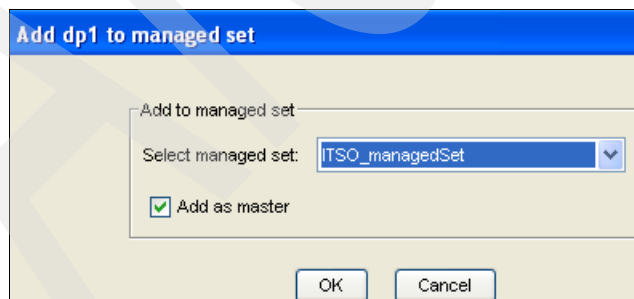 Add dp1 to managed set
Add to managed set
Select managed set: ITSO_managedSet
Add as master
OK Cancel